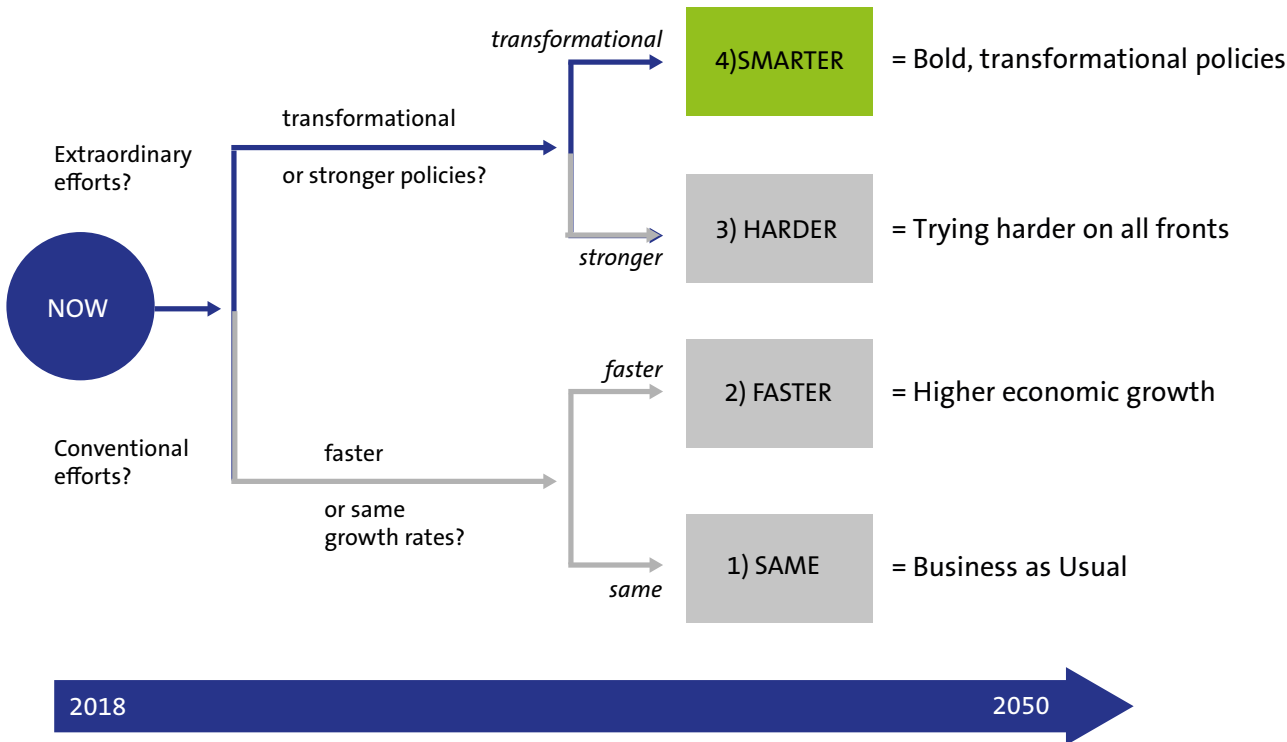 transformational
4)SMARTER
= Bold, transformational policies
transformational
Extraordinary
efforts?
or stronger policies?
3) HARDER
= Trying harder on all fronts
stronger
NOW
faster
2) FASTER
= Higher economic growth
Conventional
efforts?
faster
or same
growth rates?
1) SAME
= Business as Usual
same
2018
2050